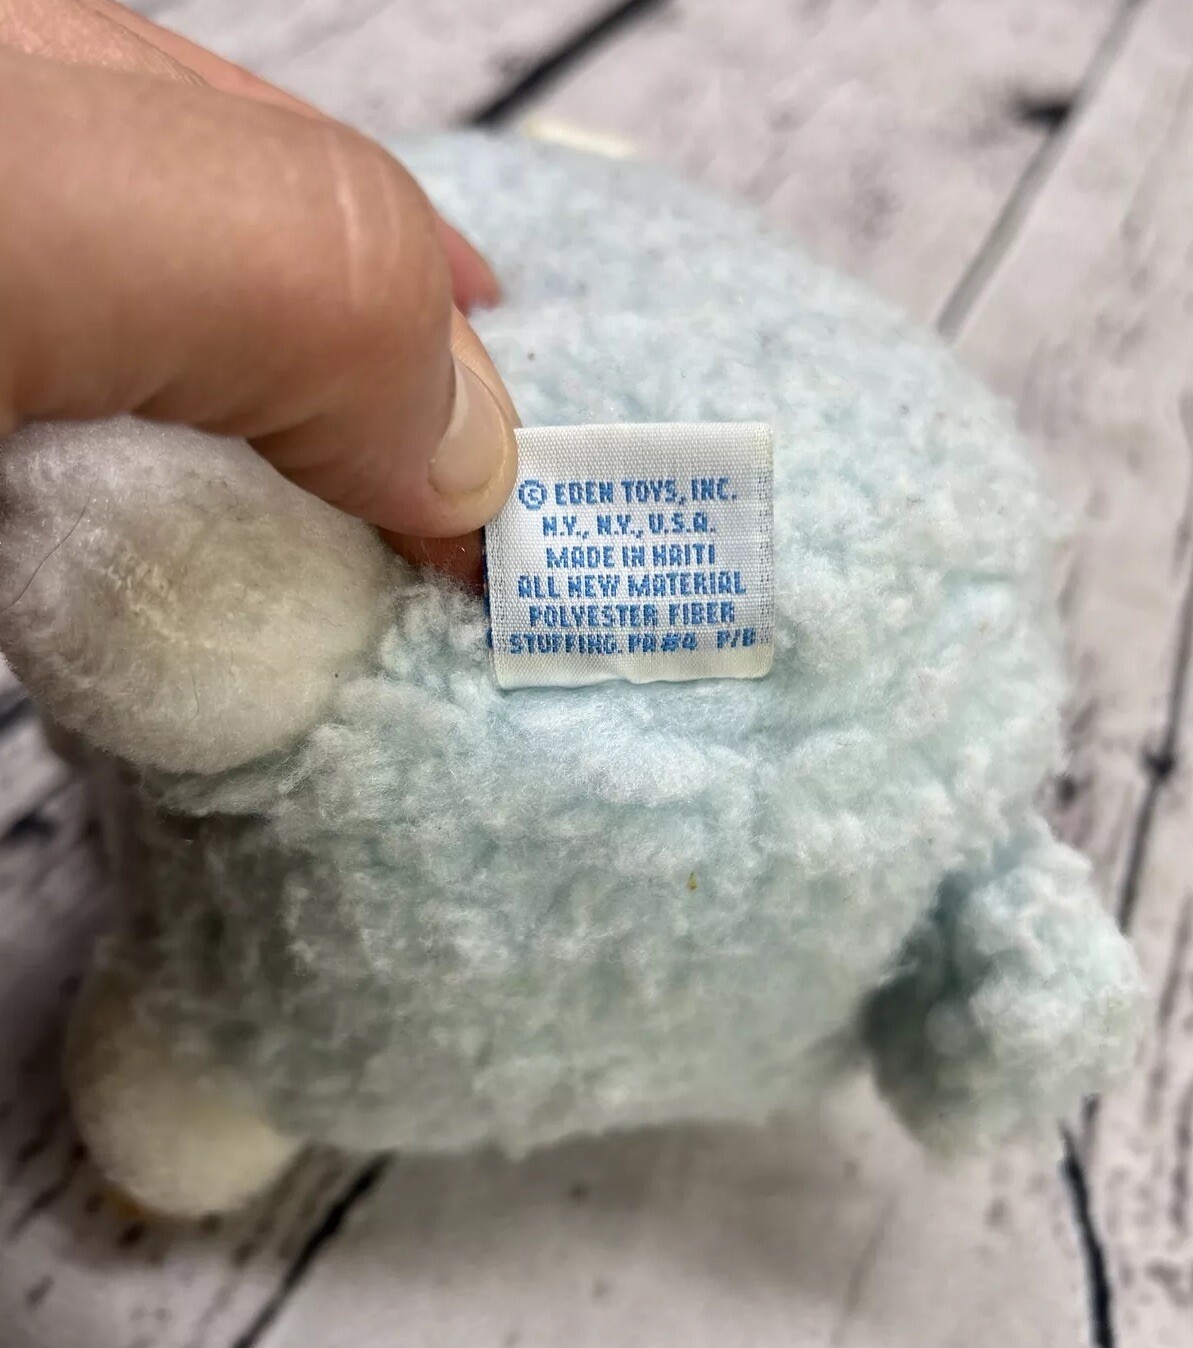 © EDEN TOYS, INC.
N.Y., N.Y., U.S.A.
MADE IN HAITI
ALL NEW MATERIAL
POLYESTER FIBER
STUFFING. PA#4 P/B